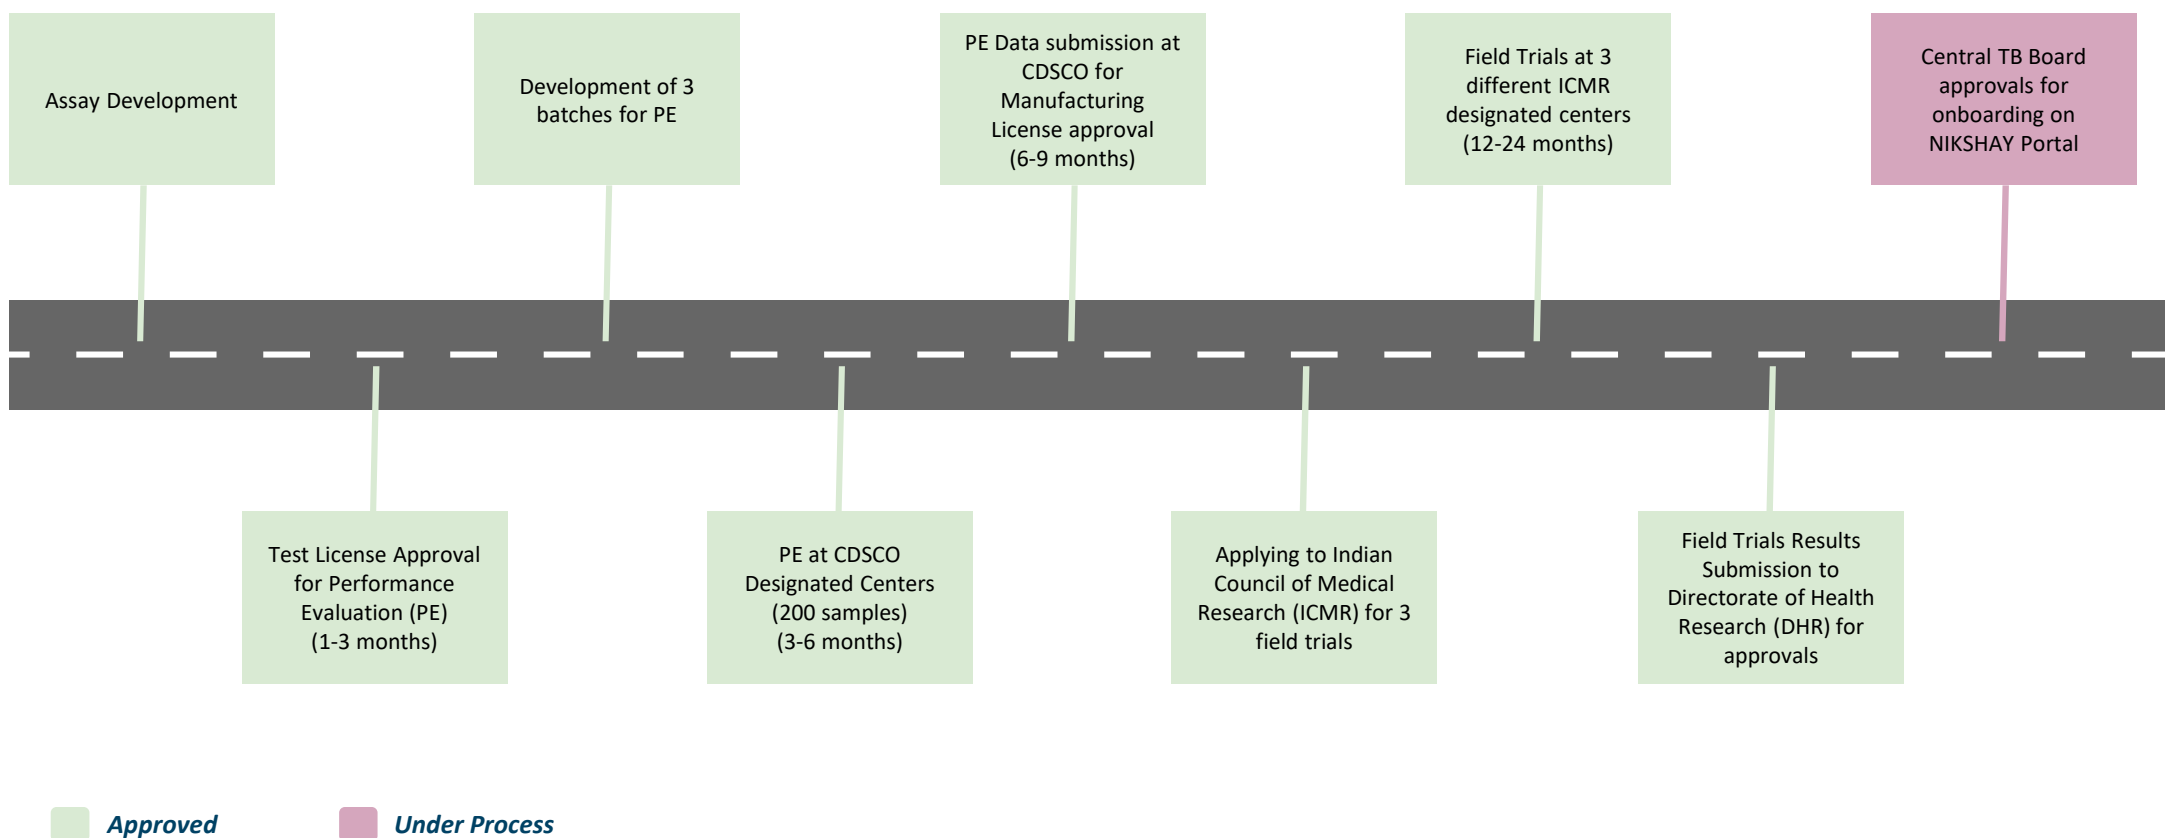 Assay Development
Test License Approval
for Performance
Evaluation (PE)
(1-3 months)
Development of 3
batches for PE
PE at CDSCO
Designated Centers
(200 samples)
(3-6 months)
PE Data submission at
CDSCO for
Manufacturing
License approval
(6-9 months)
Applying to Indian
Council of Medical
Research (ICMR) for 3
field trials
Field Trials at 3
different ICMR
designated centers
(12-24 months)
Field Trials Results
Submission to
Directorate of Health
Research (DHR) for
approvals
Central TB Board
approvals for
onboarding on
NIKSHAY Portal
Approved
Under Process